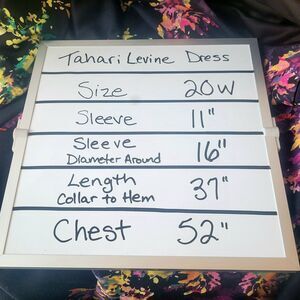 Tahari Levine Dress
Size 20W
Sleeve 11"
Sleeve
Diameter Around 16"
Length
Collar to Hem 37"
Chest 52"